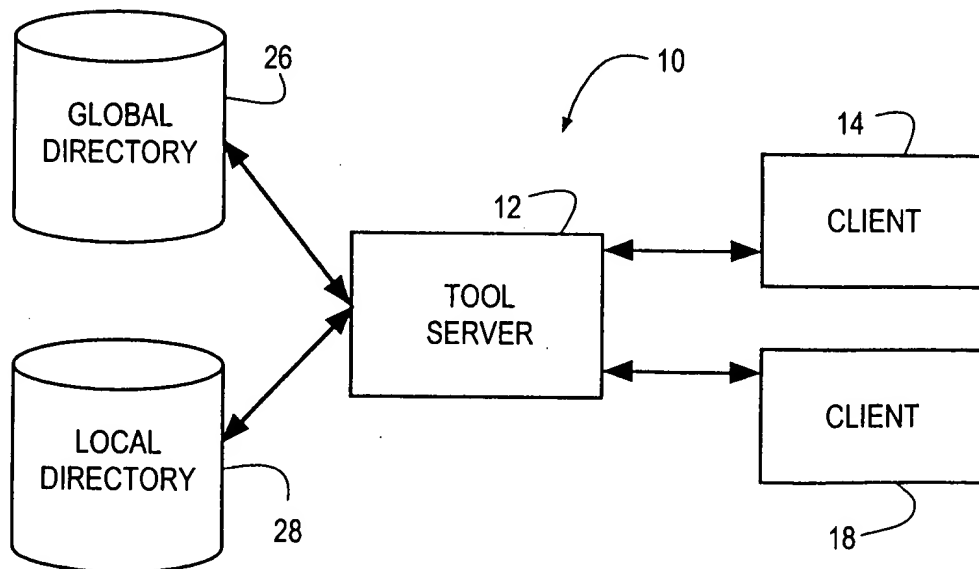 26
GLOBAL
DIRECTORY
10
14
CLIENT
12
TOOL
SERVER
LOCAL
DIRECTORY
28
CLIENT
18